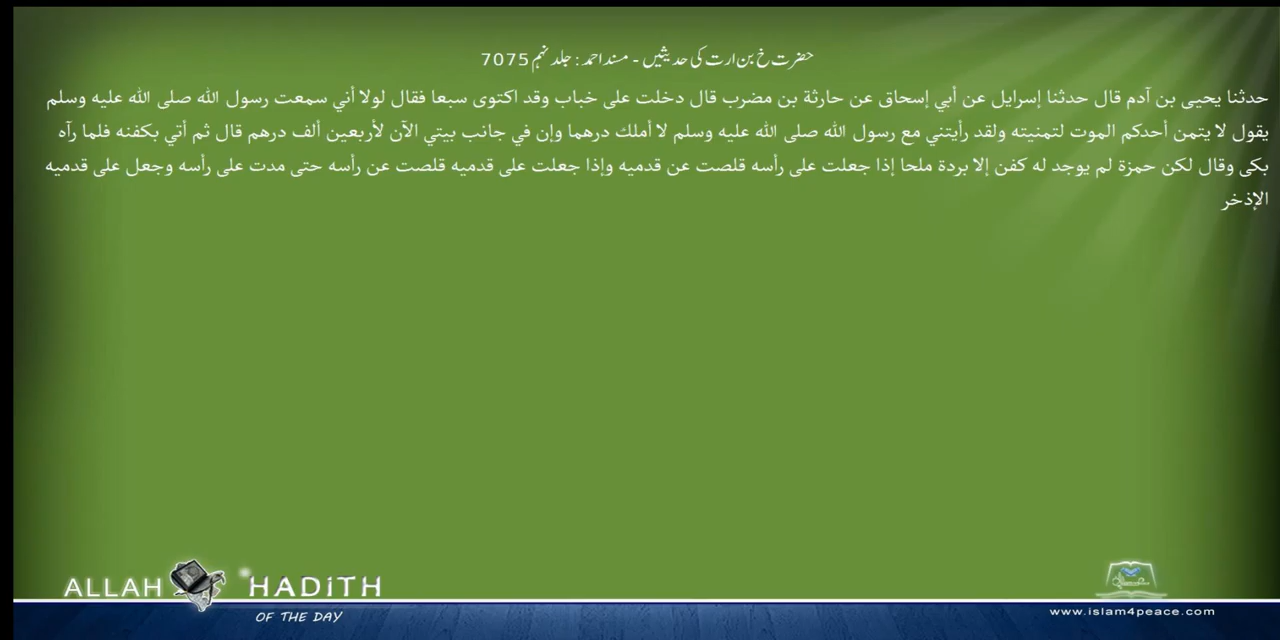 حضرت خ بن ارت کی حدیثیں - مسند احمد : جلد نہم 7075
حدثنا يحيى بن آدم قال حدثنا إسرايل عن أبي إسحاق عن حارثة بن مضرب قال دخلت على خباب وقد اكتوى سبعا فقال لولا أني سمعت رسول الله صلى الله عليه وسلم
يقول لا يتمن أحدكم الموت لتمنيته ولقد رأيتني مع رسول الله صلى الله عليه وسلم لا أملك درهما وإن في جانب بيتي الآن لأربعين ألف درهم قال ثم أتي بكفنه فلما رآه
بكى وقال لكن حمزة لم يوجد له كفن إلا بردة ملحا إذا جعلت على رأسه قلصت عن قدميه وإذا جعلت على قدميه قلصت عن رأسه حتى مدت على رأسه وجعل على قدميه
الإذخر
ALLAH HADITH
OF THE DAY
www.islam4peace.com